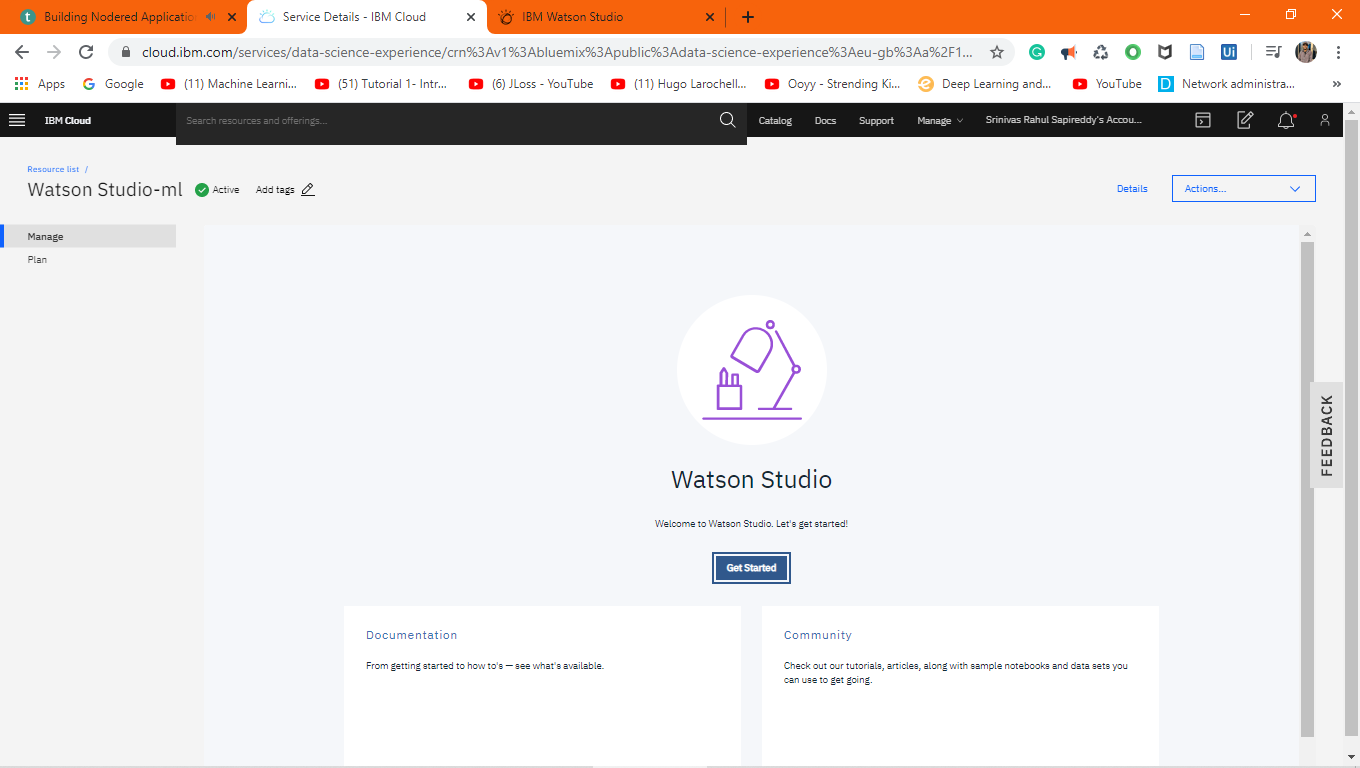 Building Nodered Applicatio
Service Details - IBM Cloud
IBM Watson Studio
cloud.ibm.com/services/data-science-experience/crn%3Av1%3Abluemix%3Apublic%3Adata-science-experience%3Aeu-gb%3Aa%2F1...
Apps
Google
(11) Machine Learni...
(51) Tutorial 1- Intr...
(6) JLoss - YouTube
(11) Hugo Larochell...
Ooyy - Strending Ki...
Deep Learning and...
YouTube
Network administra...
IBM Cloud
Search resources and offerings...
Catalog
Docs
Support
Manage
Srinivas Rahul Sapireddy's Accou...
Resource list /
Watson Studio-ml
Active
Add tags
Details
Actions...
Manage
Plan
FEEDBACK
Watson Studio
Welcome to Watson Studio. Let's get started!
Get Started
Documentation
From getting started to how to's — see what's available.
Community
Check out our tutorials, articles, along with sample notebooks and data sets you
can use to get going.